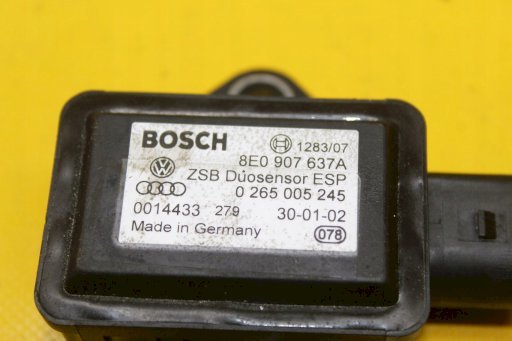 BOSCH 1283/07
8E0 907 637A
ZSB Duosensor ESP
0 265 005 245
0014433 279 30-01-02
Made in Germany 078